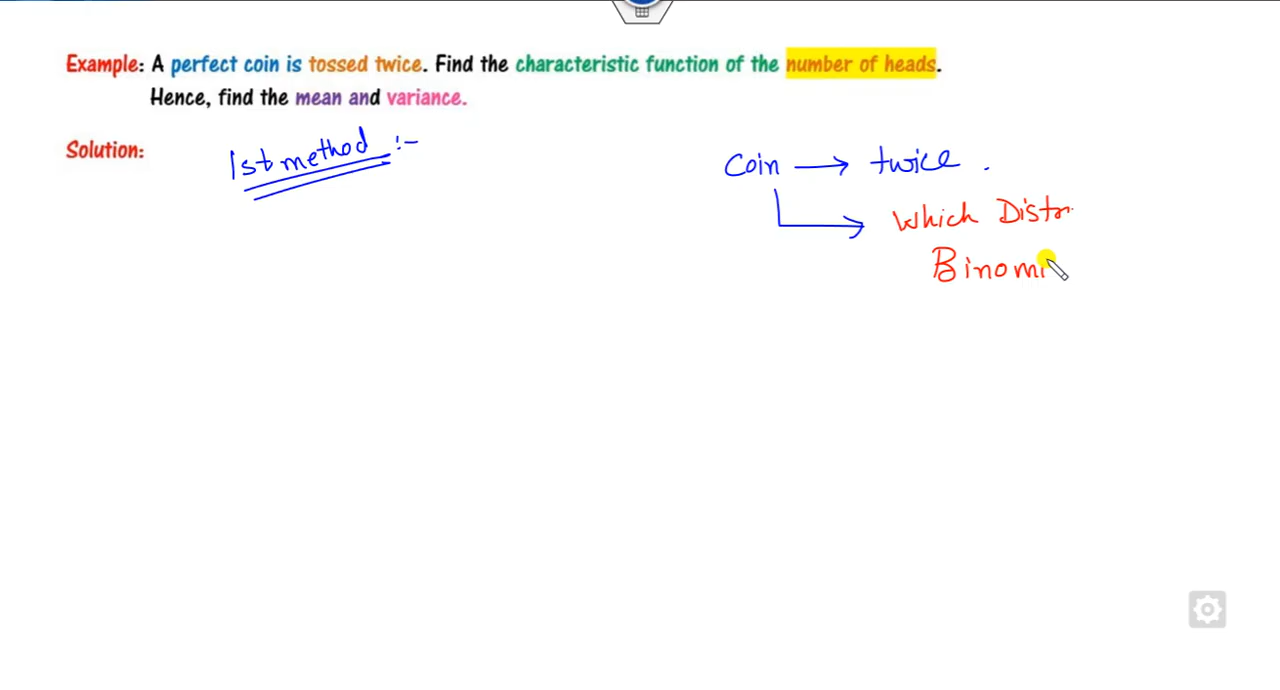 Example: A perfect coin is tossed twice. Find the characteristic function of the number of heads.
Hence, find the mean and variance.
Solution:
1st method :-
Coin → twice .
which Distr.
Binomi